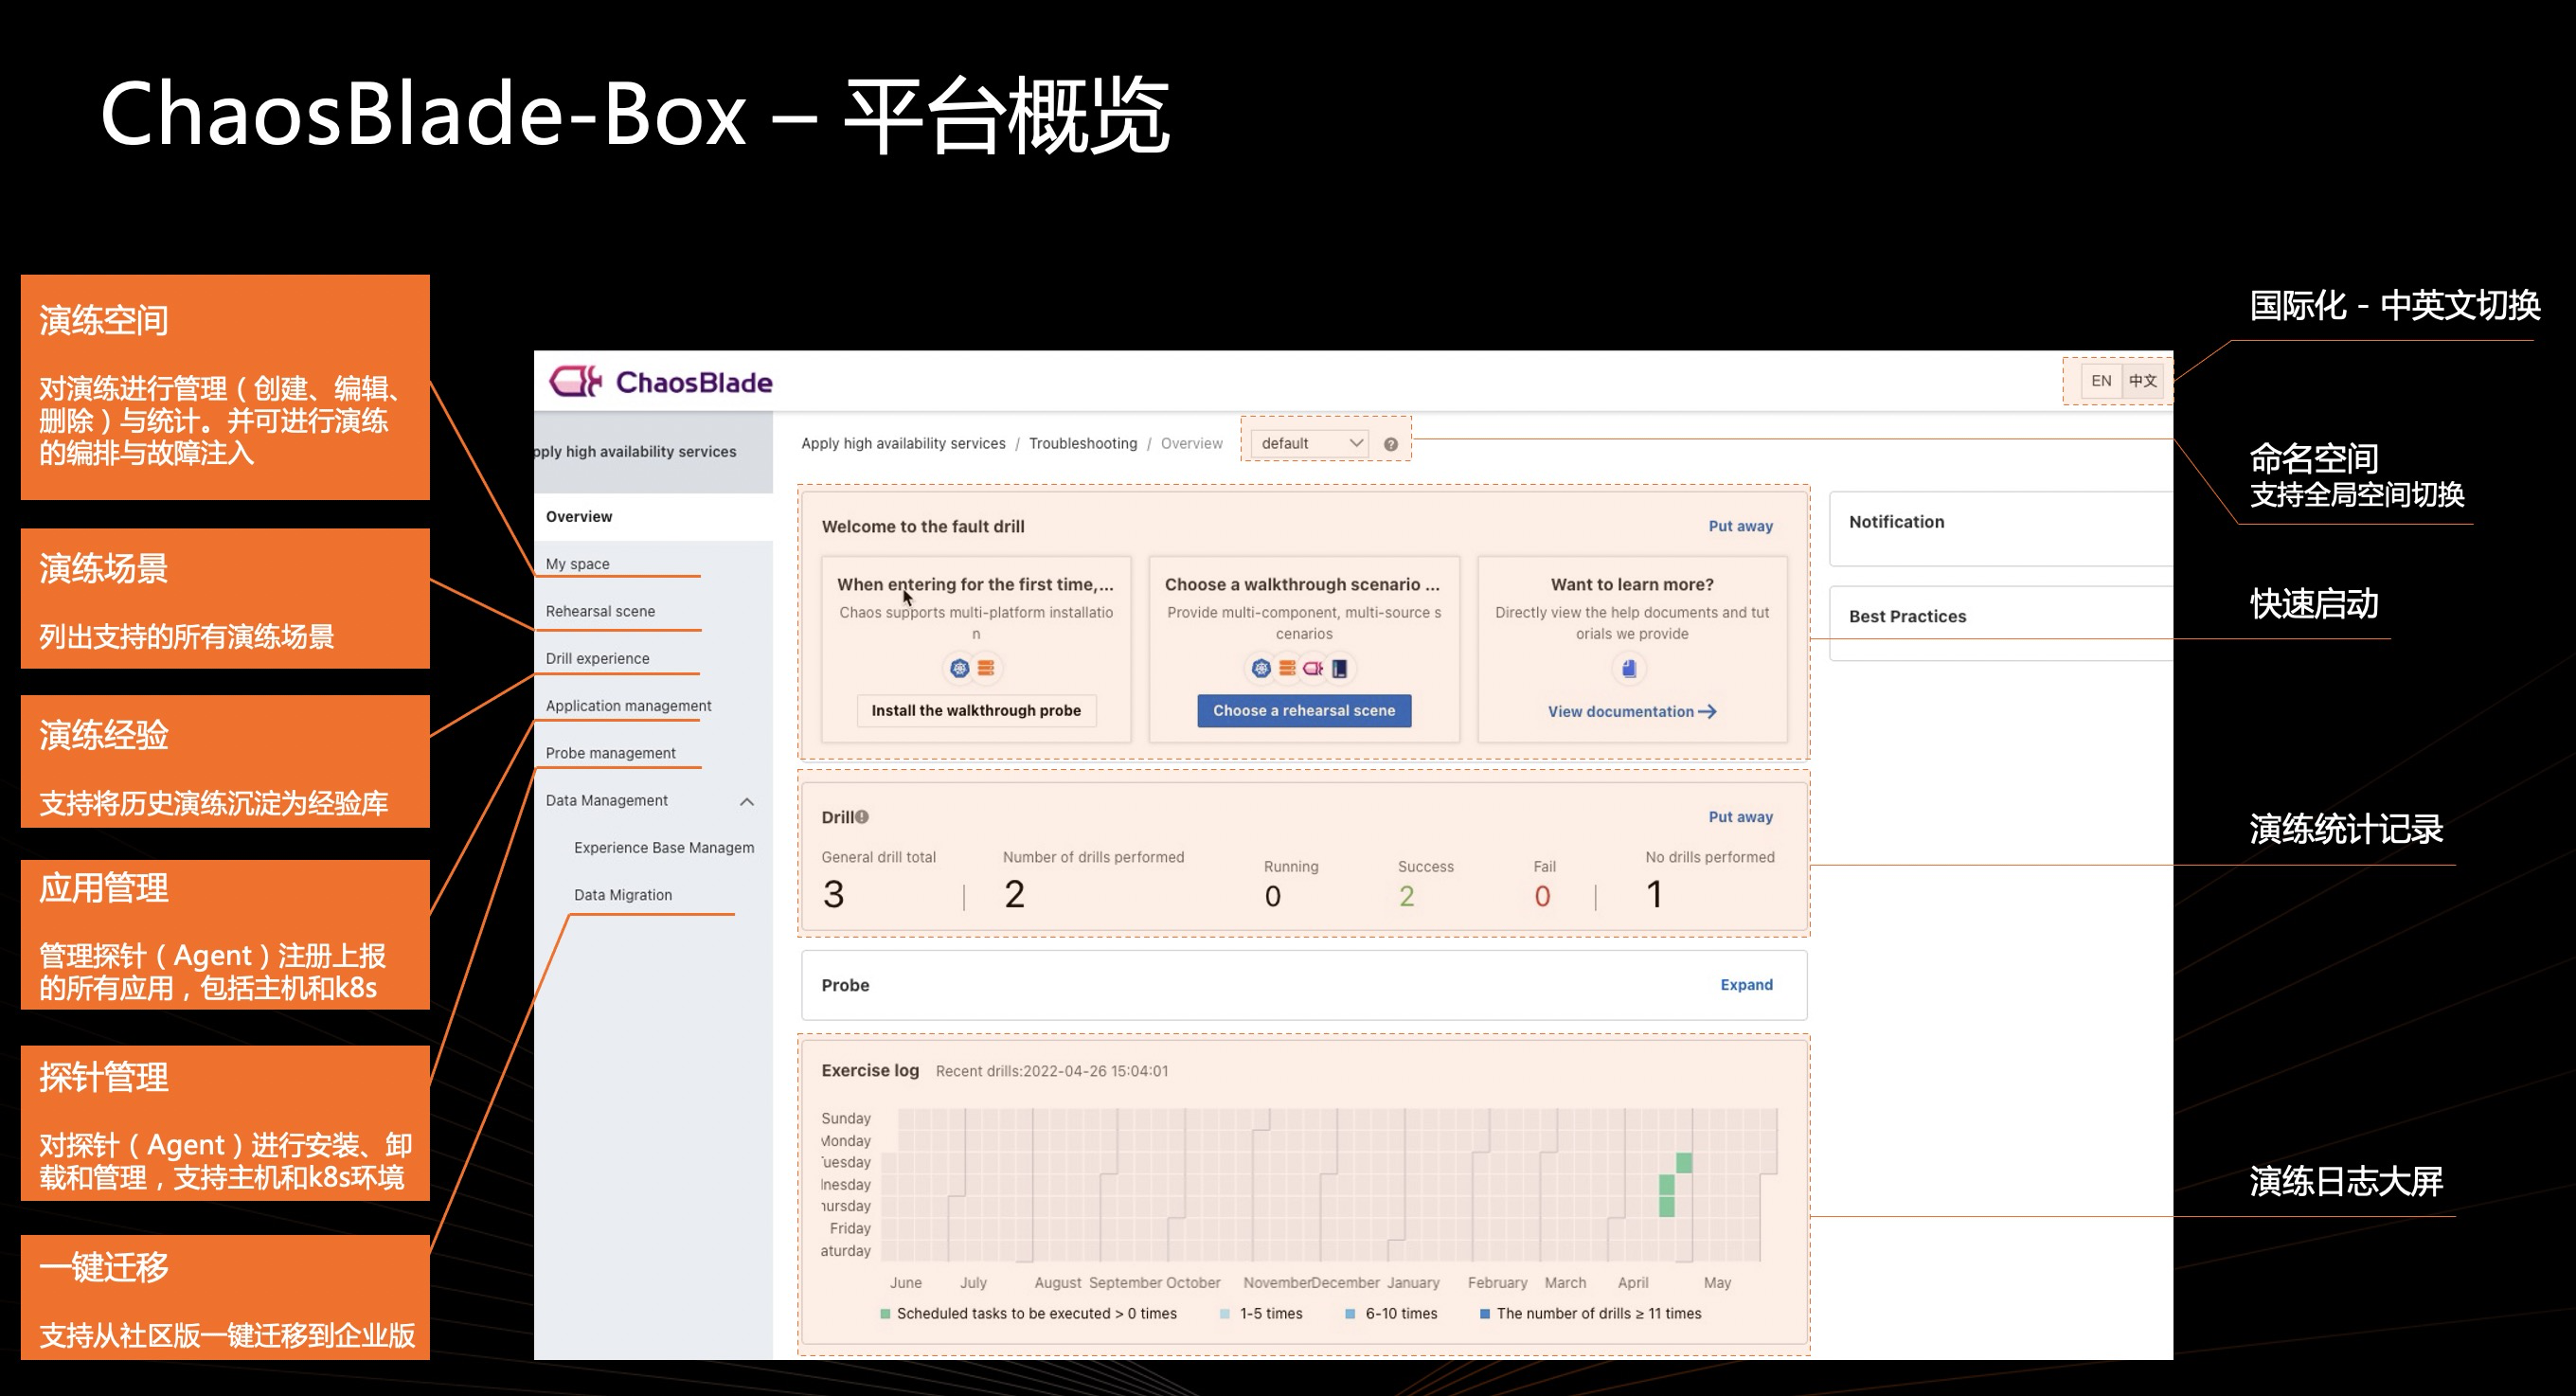 ChaosBlade-Box – 平台概览
演练空间
对演练进行管理（创建、编辑、
删除）与统计。并可进行演练
的编排与故障注入
演练场景
列出支持的所有演练场景
演练经验
支持将历史演练沉淀为经验库
应用管理
管理探针（Agent）注册上报
的所有应用，包括主机和k8s
探针管理
对探针（Agent）进行安装、卸
载和管理，支持主机和k8s环境
一键迁移
支持从社区版一键迁移到企业版
ChaosBlade
EN 中文
pply high availability services
Overview
My space
Rehearsal scene
Drill experience
Application management
Probe management
Data Management
Experience Base Managem
Data Migration
Apply high availability services / Troubleshooting / Overview default
Welcome to the fault drill Put away
When entering for the first time,...
Chaos supports multi-platform installatio
n
Install the walkthrough probe
Choose a walkthrough scenario ...
Provide multi-component, multi-source s
cenarios
Choose a rehearsal scene
Want to learn more?
Directly view the help documents and tut
orials we provide
View documentation
Notification
Best Practices
Drill Put away
General drill total Number of drills performed Running Success Fail No drills performed
3 2 0 2 0 1
Probe Expand
Exercise log Recent drills:2022-04-26 15:04:01
Sunday
Monday
Tuesday
lnesday
hursday
Friday
aturday
June July August September October November December January February March April May
Scheduled tasks to be executed > 0 times 1-5 times 6-10 times The number of drills ≥ 11 times
国际化 - 中英文切换
命名空间
支持全局空间切换
快速启动
演练统计记录
演练日志大屏